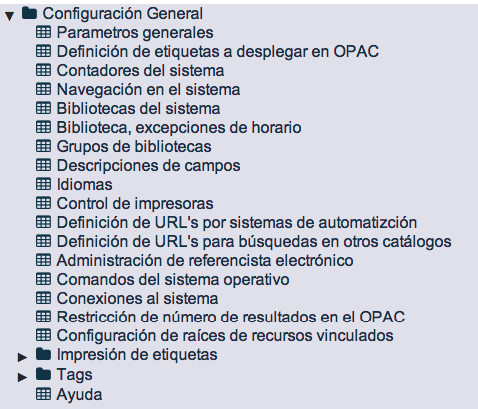 Configuración General
Parametros generales
Definición de etiquetas a desplegar en OPAC
Contadores del sistema
Navegación en el sistema
Bibliotecas del sistema
Biblioteca, excepciones de horario
Grupos de bibliotecas
Descripciones de campos
Idiomas
Control de impresoras
Definición de URL's por sistemas de automatizción
Definición de URL's para búsquedas en otros catálogos
Administración de referencista electrónico
Comandos del sistema operativo
Conexiones al sistema
Restricción de número de resultados en el OPAC
Configuración de raíces de recursos vinculados
Impresión de etiquetas
Tags
Ayuda